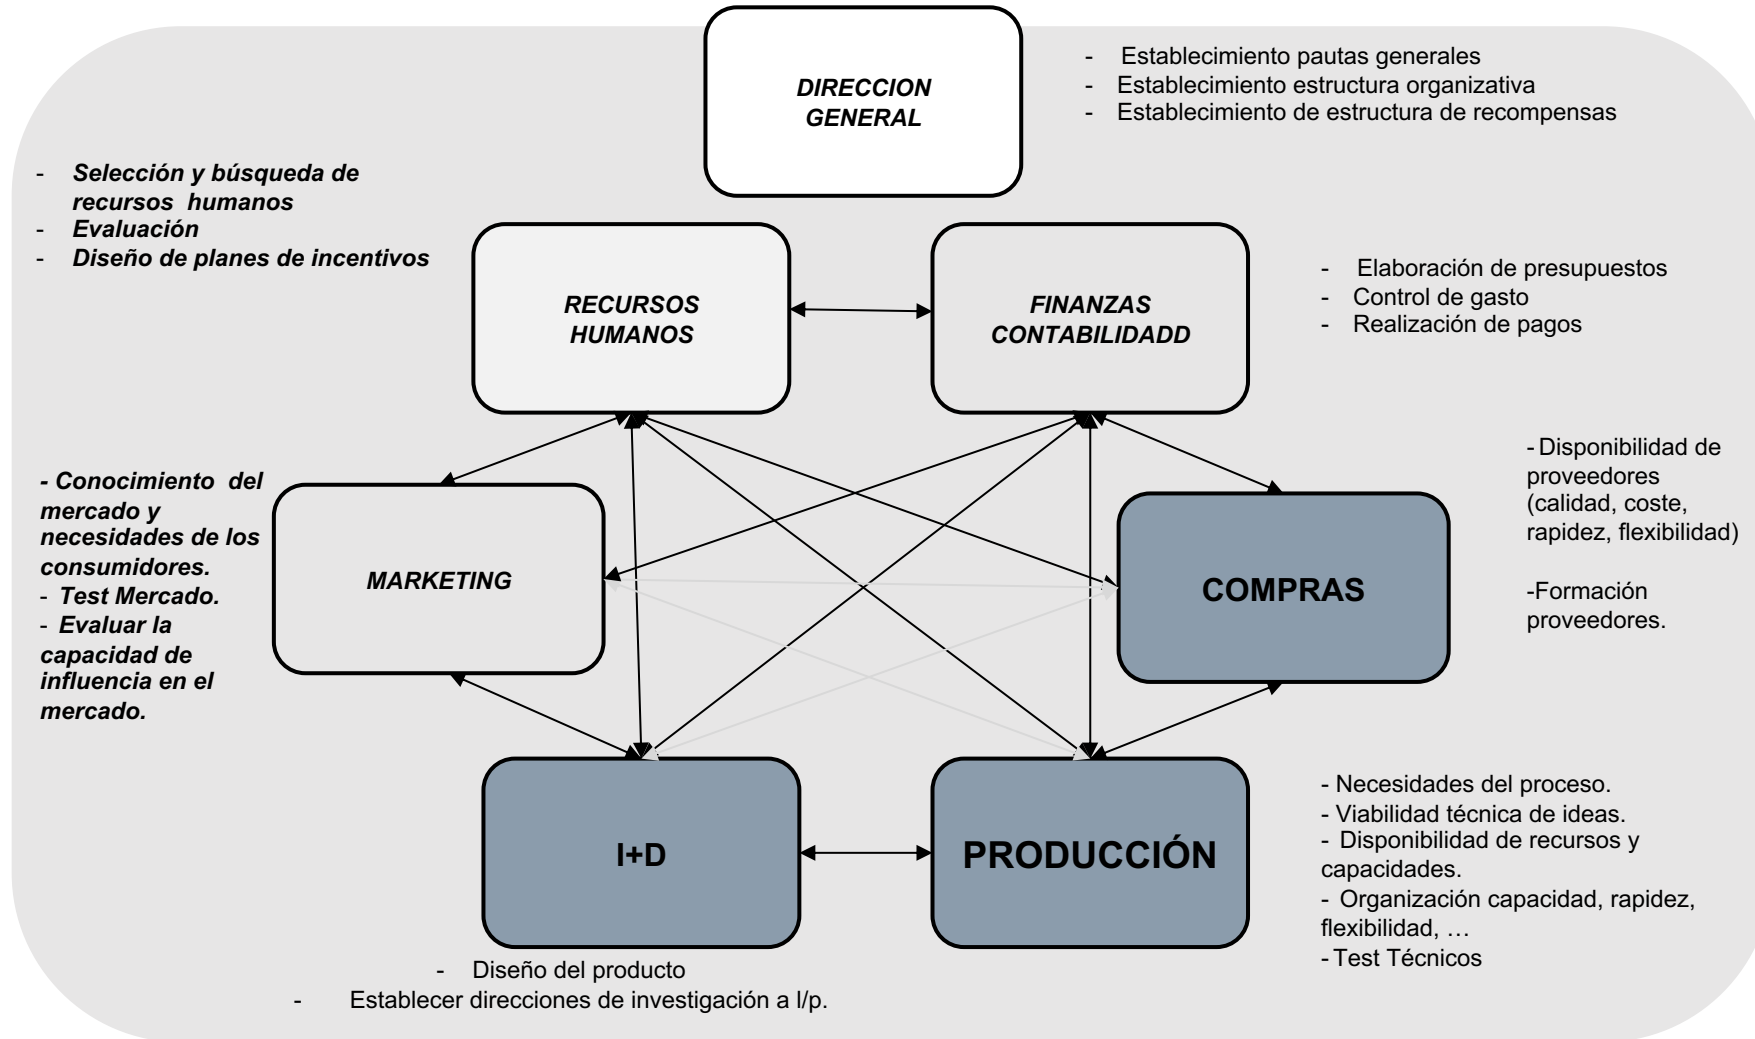 DIRECCION
GENERAL
- Establecimiento pautas generales
- Establecimiento estructura organizativa
- Establecimiento de estructura de recompensas
- Selección y búsqueda de
recursos humanos
- Evaluación
- Diseño de planes de incentivos
RECURSOS
HUMANOS
FINANZAS
CONTABILIDADD
- Elaboración de presupuestos
- Control de gasto
- Realización de pagos
- Conocimiento del
mercado y
necesidades de los
consumidores.
- Test Mercado.
- Evaluar la
capacidad de
influencia en el
mercado.
MARKETING
COMPRAS
- Disponibilidad de
proveedores
(calidad, coste,
rapidez, flexibilidad)
-Formación
proveedores.
I+D
PRODUCCIÓN
- Necesidades del proceso.
- Viabilidad técnica de ideas.
- Disponibilidad de recursos y
capacidades.
- Organización capacidad, rapidez,
flexibilidad, …
- Test Técnicos
- Diseño del producto
- Establecer direcciones de investigación a l/p.